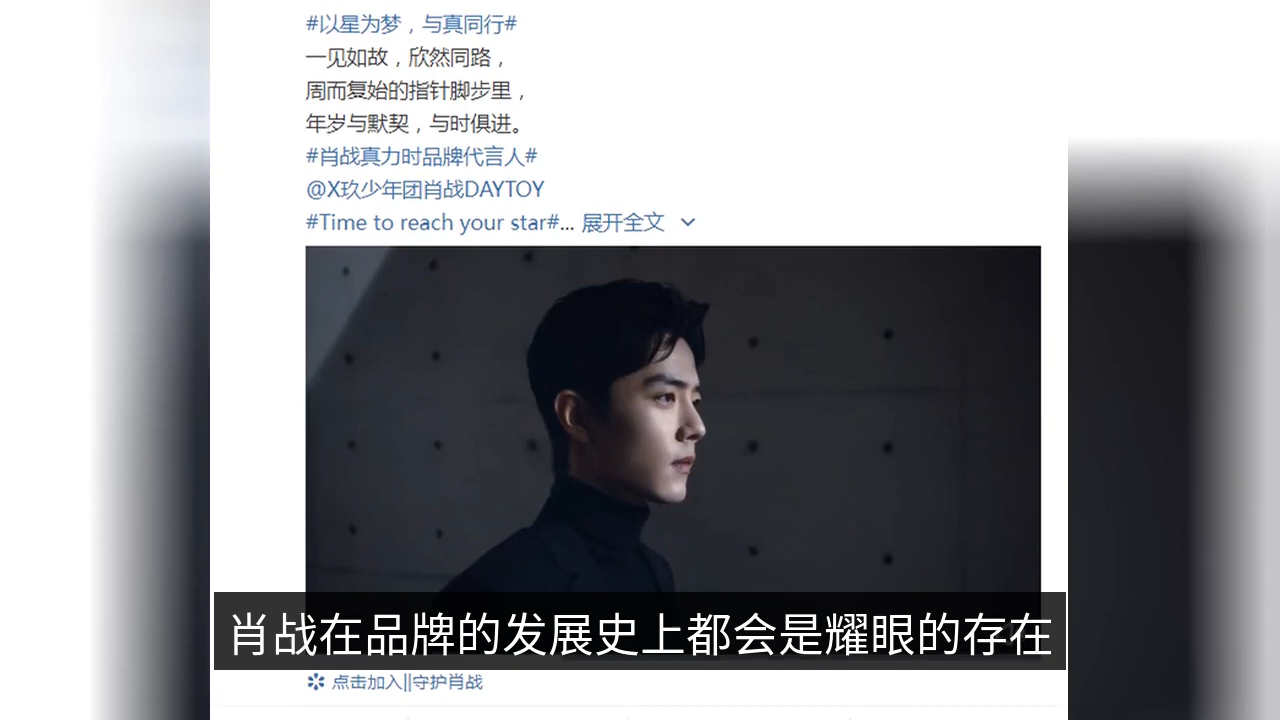 #以星为梦，与真同行#
一见如故，欣然同路，
周而复始的指针脚步里，
年岁与默契，与时俱进。
#肖战真力时品牌代言人#
@X玖少年团肖战DAYTOY
#Time to reach your star#... 展开全文
肖战在品牌的发展史上都会是耀眼的存在
点击加入||守护肖战